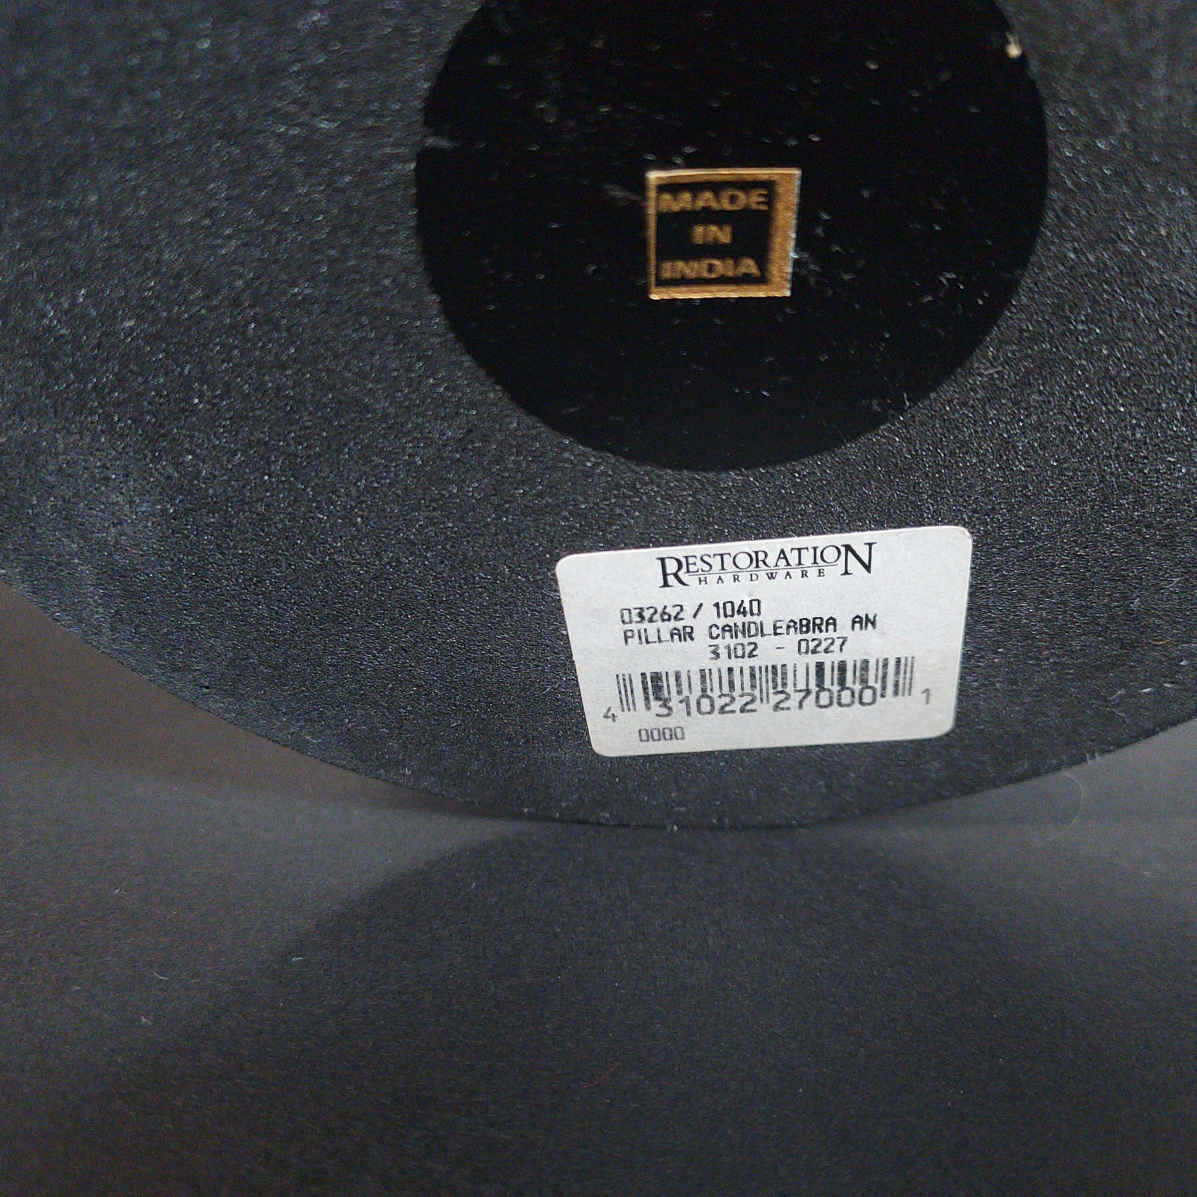 MADE
IN
INDIA
RESTORATION
HARDWARE
03262 / 1040
PILLAR CANDLEABRA AN
3102 - 0227
4 31022 27000 1
0000